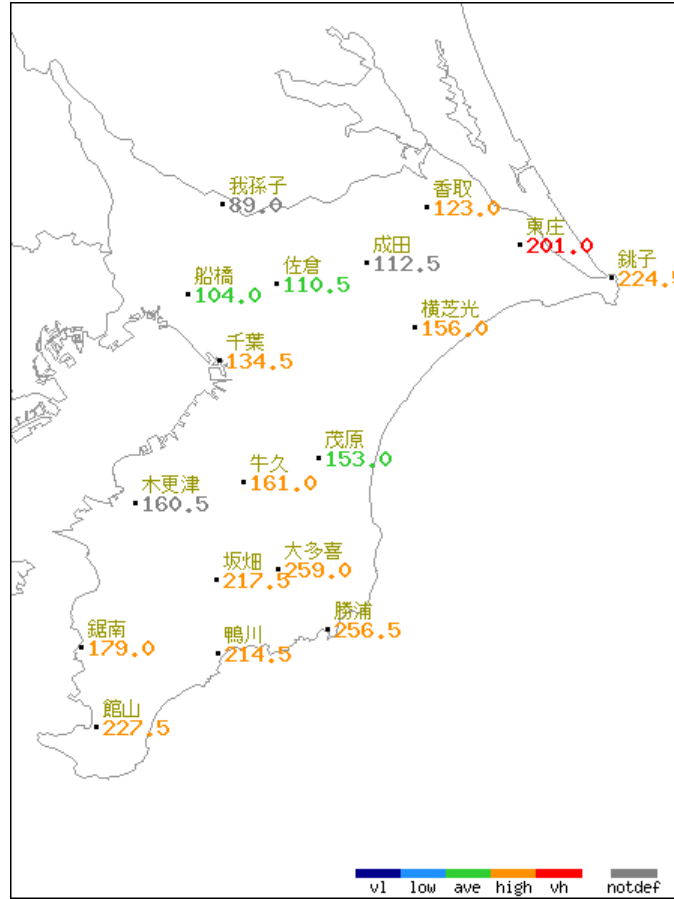 我孫子
89.0
香取
123.0
東庄
201.0
銚子
224.5
成田
112.5
佐倉
110.5
船橋
104.0
横芝光
156.0
千葉
134.5
茂原
153.0
牛久
161.0
木更津
160.5
大多喜
259.0
坂畑
217.5
勝浦
256.5
鋸南
179.0
鴨川
214.5
館山
227.5
vl low ave high vh notdef